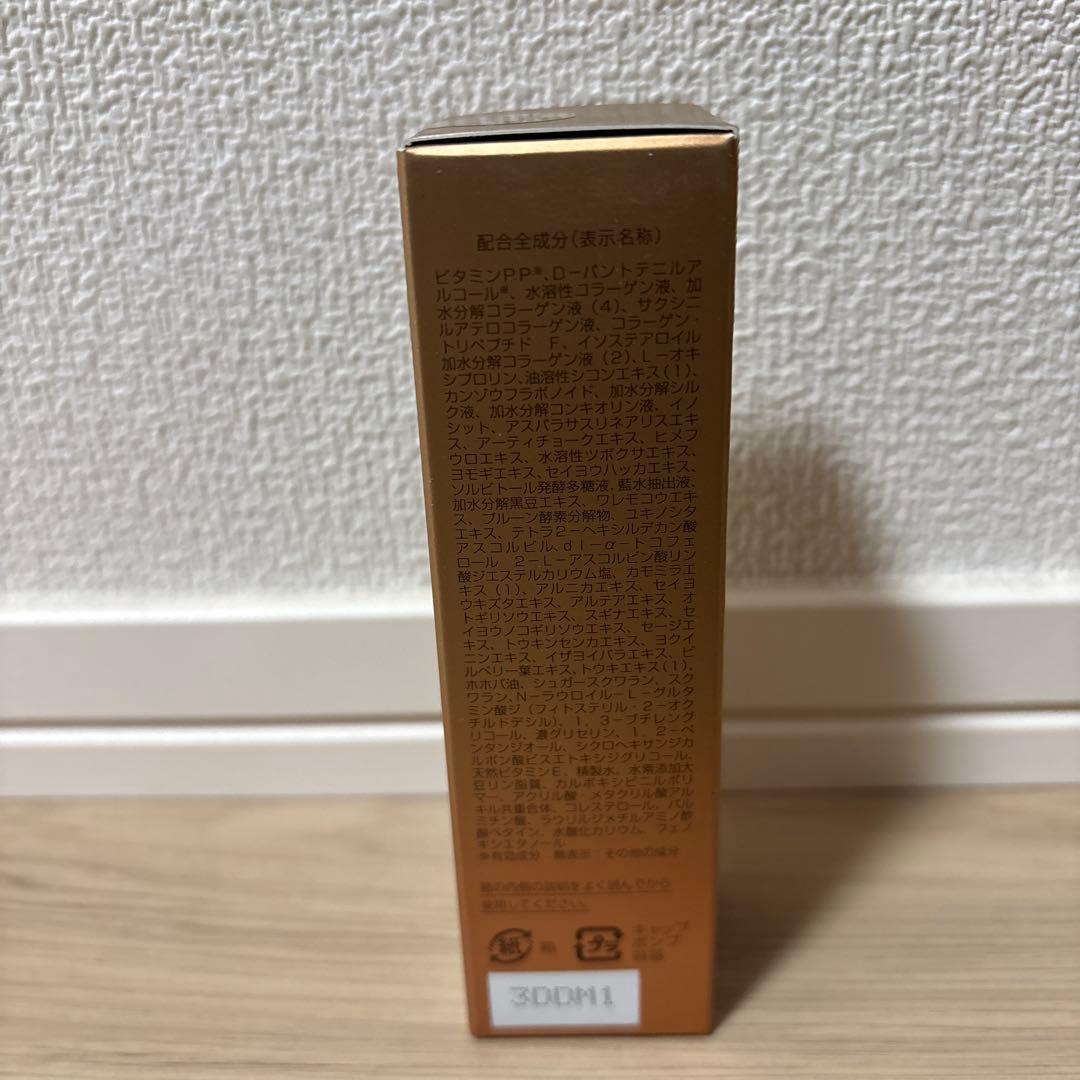 配合全成分(表示名称)
ビタミンPP※、D-パントテニルア
ルコール※、水溶性コラーゲン液、加
水分解コラーゲン液(4)、サクシニ
ルアテロコラーゲン液、コラーゲン・
トリペプチド F、イソステアロイル
加水分解コラーゲン液(2)、L-オキ
シプロリン、油溶性シコンエキス(1)、
カンゾウフラボノイド、加水分解シル
ク液、加水分解コンキオリン液、イノ
シット、アスパラサスリネアリスエキ
ス、アーティチョークエキス、ヒメフ
ウロエキス、水溶性ツボクサエキス、
ヨモギエキス、セイヨウハッカエキス、
ソルビトール発酵多糖液、藍水抽出液、
加水分解黒豆エキス、ワレモコウエキ
ス、プルーン酵素分解物、ユキノシタ
エキス、テトラ2-ヘキシルデカン酸
アスコルビル、dl-α-トコフェ
ロール 2-L-アスコルビン酸リン
酸ジエステルカリウム塩、カモミラエ
キス(1)、アルニカエキス、セイヨ
ウキズタエキス、アルテアエキス、オ
トギリソウエキス、スギナエキス、セ
イヨウノコギリソウエキス、セージエ
キス、トウキンセンカエキス、ヨクイ
ニンエキス、イザヨイバラエキス、ビ
ルベリー葉エキス、トウキエキス(1)、
ホホバ油、シュガースクワラン、スク
ワラン、N-ラウロイル-L-グルタ
ミン酸ジ(フィトステリル・2-オク
チルドデシル)、1,3-ブチレング
リコール、濃グリセリン、1,2-ペ
ンタンジオール、シクロヘキサンジカ
ルボン酸ビスエトキシジグリコール、
天然ビタミンE、精製水、水素添加大
豆リン脂質、カルボキシビニルポリ
マー、アクリル酸・メタクリル酸アル
キル共重合体、コレステロール、パル
ミチン酸、ラウリルジメチルアミノ酢
酸ベタイン、水酸化カリウム、フェノ
キシエタノール
※有効成分 無表示:その他の成分
箱の内側の説明をよく読んでから
使用してください。
紙 箱 プラ キャップ
ポンプ
容器
3DDM1